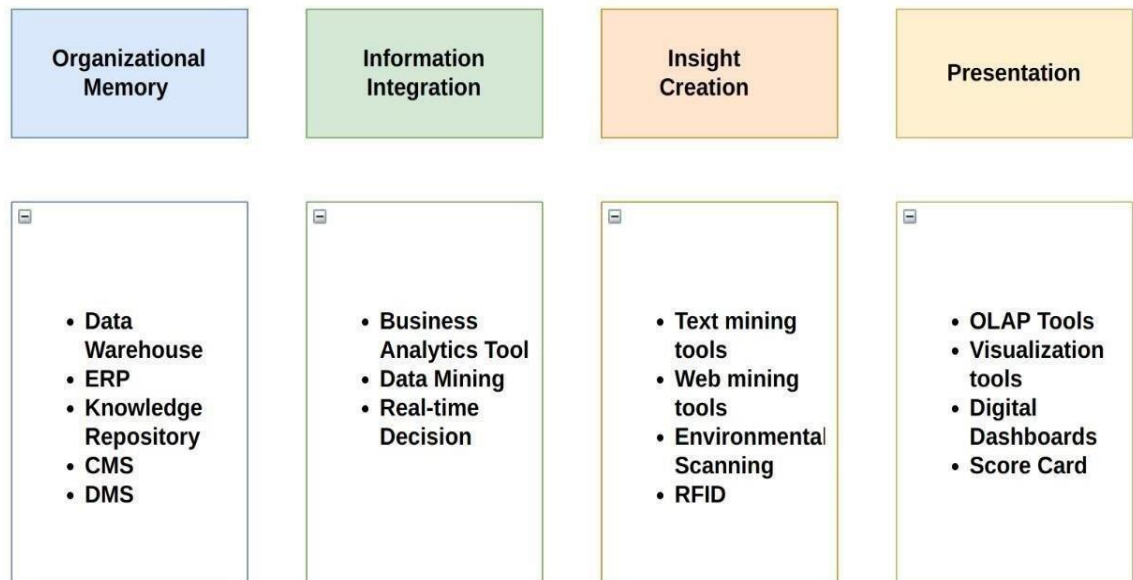 Organizational
Memory
Information
Integration
Insight
Creation
Presentation
• Data
Warehouse
• ERP
• Knowledge
Repository
• CMS
• DMS
• Business
Analytics Tool
• Data Mining
• Real-time
Decision
• Text mining
tools
• Web mining
tools
• Environmental
Scanning
• RFID
• OLAP Tools
• Visualization
tools
• Digital
Dashboards
• Score Card